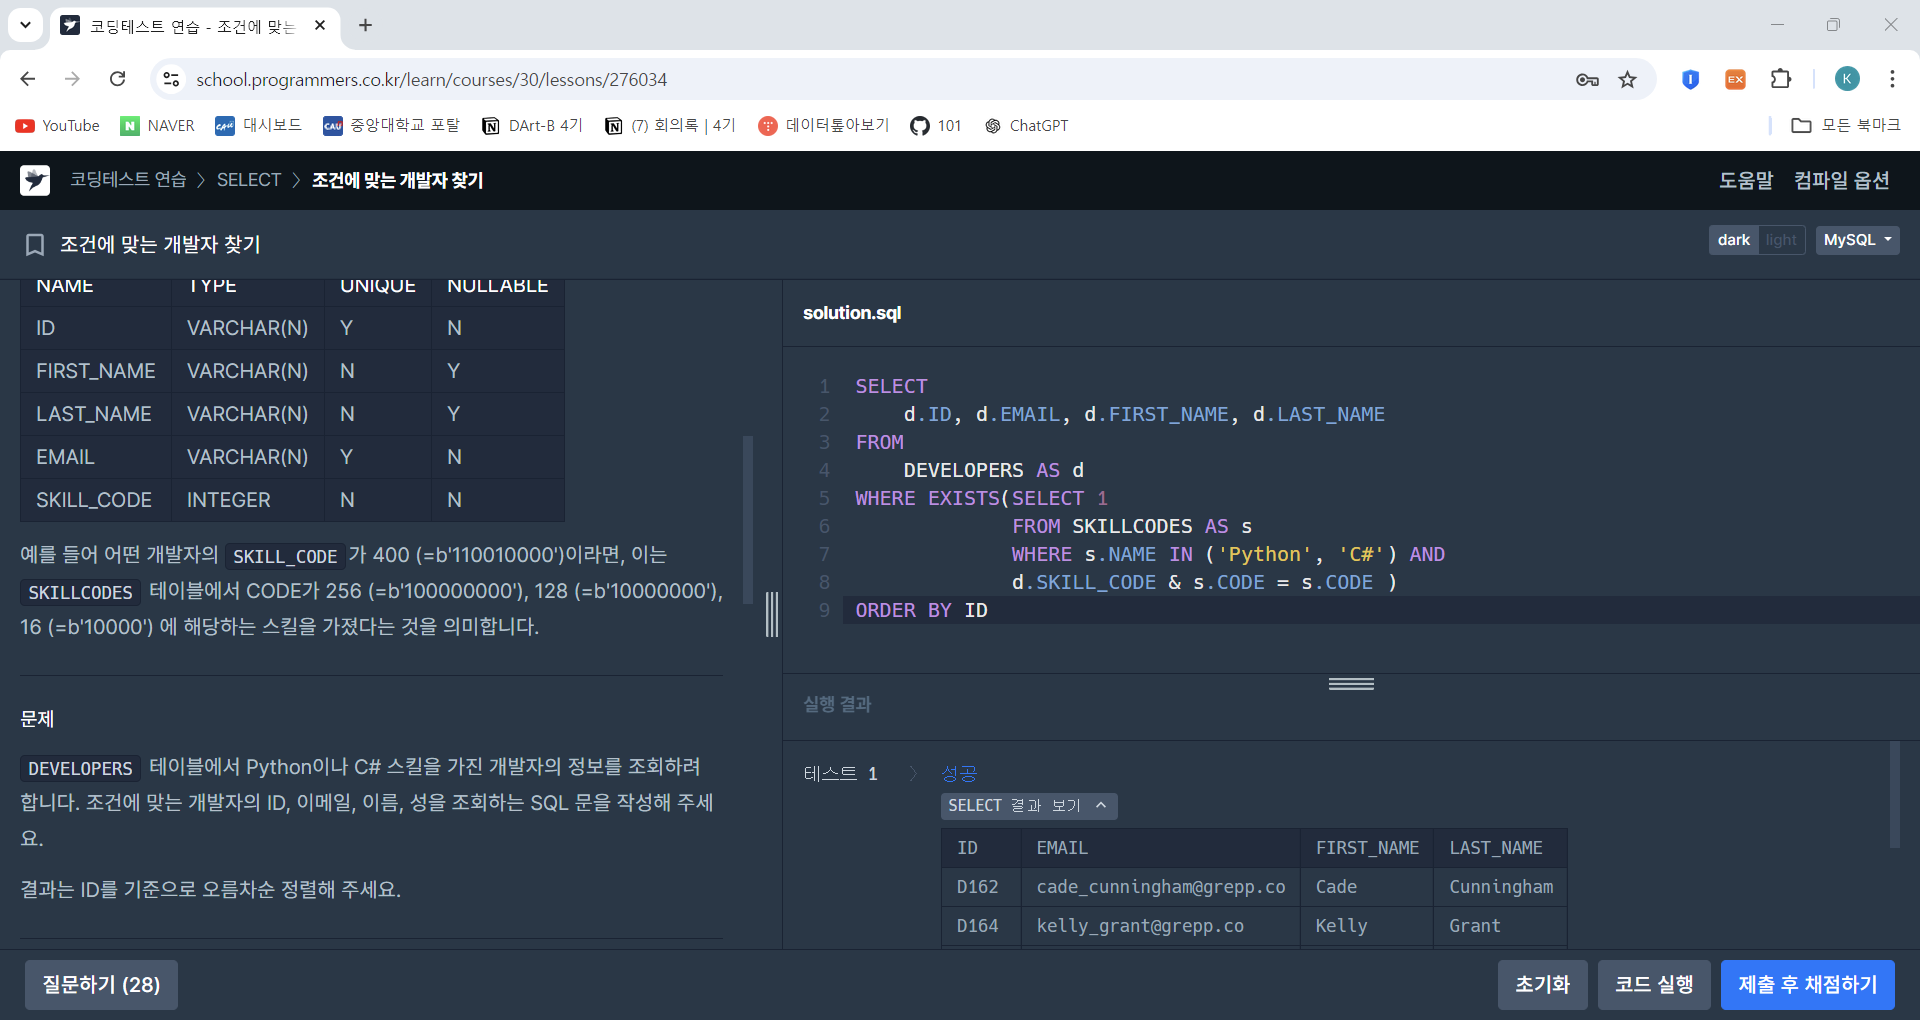 코딩테스트 연습 - 조건에 맞는
school.programmers.co.kr/learn/courses/30/lessons/276034
EX
K
YouTube
N NAVER
CAU 대시보드
CAU 중앙대학교 포탈
DArt-B 4기
(7) 회의록 | 4기
데이터톺아보기
101
ChatGPT
모든 북마크
코딩테스트 연습 > SELECT > 조건에 맞는 개발자 찾기
도움말 컴파일 옵션
조건에 맞는 개발자 찾기
dark light MySQL
NAME TYPE UNIQUE NULLABLE
ID VARCHAR(N) Y N
FIRST_NAME VARCHAR(N) N Y
LAST_NAME VARCHAR(N) N Y
EMAIL VARCHAR(N) Y N
SKILL_CODE INTEGER N N
예를 들어 어떤 개발자의 SKILL_CODE 가 400 (=b'110010000')이라면, 이는
SKILLCODES 테이블에서 CODE가 256 (=b'100000000'), 128 (=b'10000000'),
16 (=b'10000') 에 해당하는 스킬을 가졌다는 것을 의미합니다.
문제
DEVELOPERS 테이블에서 Python이나 C# 스킬을 가진 개발자의 정보를 조회하려
합니다. 조건에 맞는 개발자의 ID, 이메일, 이름, 성을 조회하는 SQL 문을 작성해 주세
요.
결과는 ID를 기준으로 오름차순 정렬해 주세요.
solution.sql
1 SELECT
2 d.ID, d.EMAIL, d.FIRST_NAME, d.LAST_NAME
3 FROM
4 DEVELOPERS AS d
5 WHERE EXISTS(SELECT 1
6 FROM SKILLCODES AS s
7 WHERE s.NAME IN ('Python', 'C#') AND
8 d.SKILL_CODE & s.CODE = s.CODE )
9 ORDER BY ID
실행 결과
테스트 1 > 성공
SELECT 결과 보기
ID EMAIL FIRST_NAME LAST_NAME
D162 cade_cunningham@grepp.co Cade Cunningham
D164 kelly_grant@grepp.co Kelly Grant
질문하기 (28)
초기화
코드 실행
제출 후 채점하기